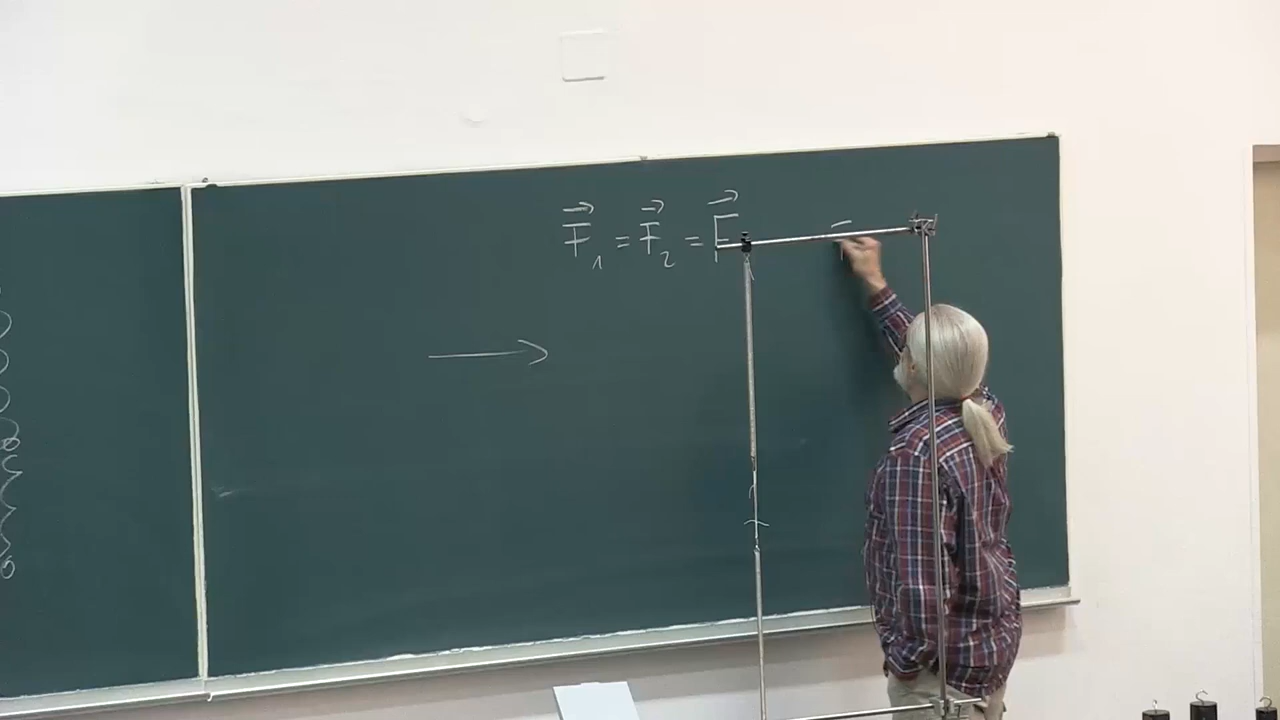 F⃗₁ = F⃗₂ = F⃗